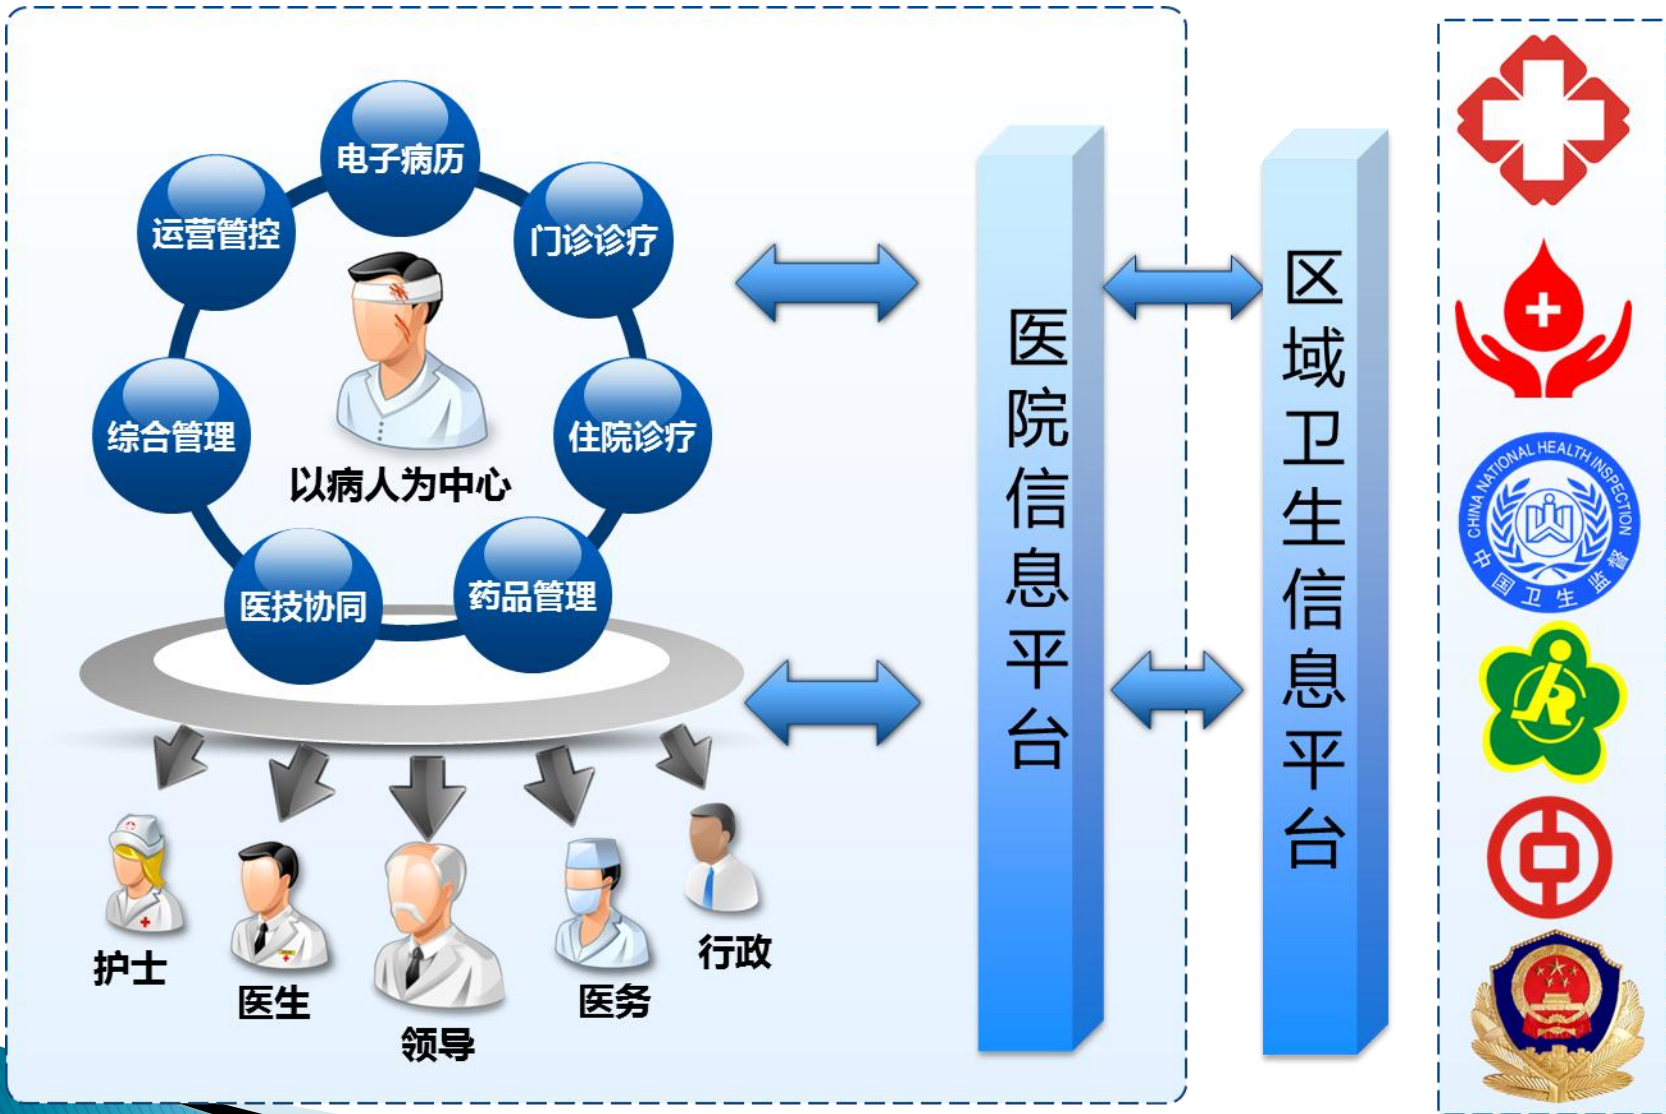 电子病历
运营管控
门诊诊疗
综合管理
住院诊疗
以病人为中心
医技协同
药品管理
护士
医生
领导
医务
行政
医院信息平台
区域卫生信息平台
CHINA NATIONAL HEALTH INSPECTION
中国卫生监督